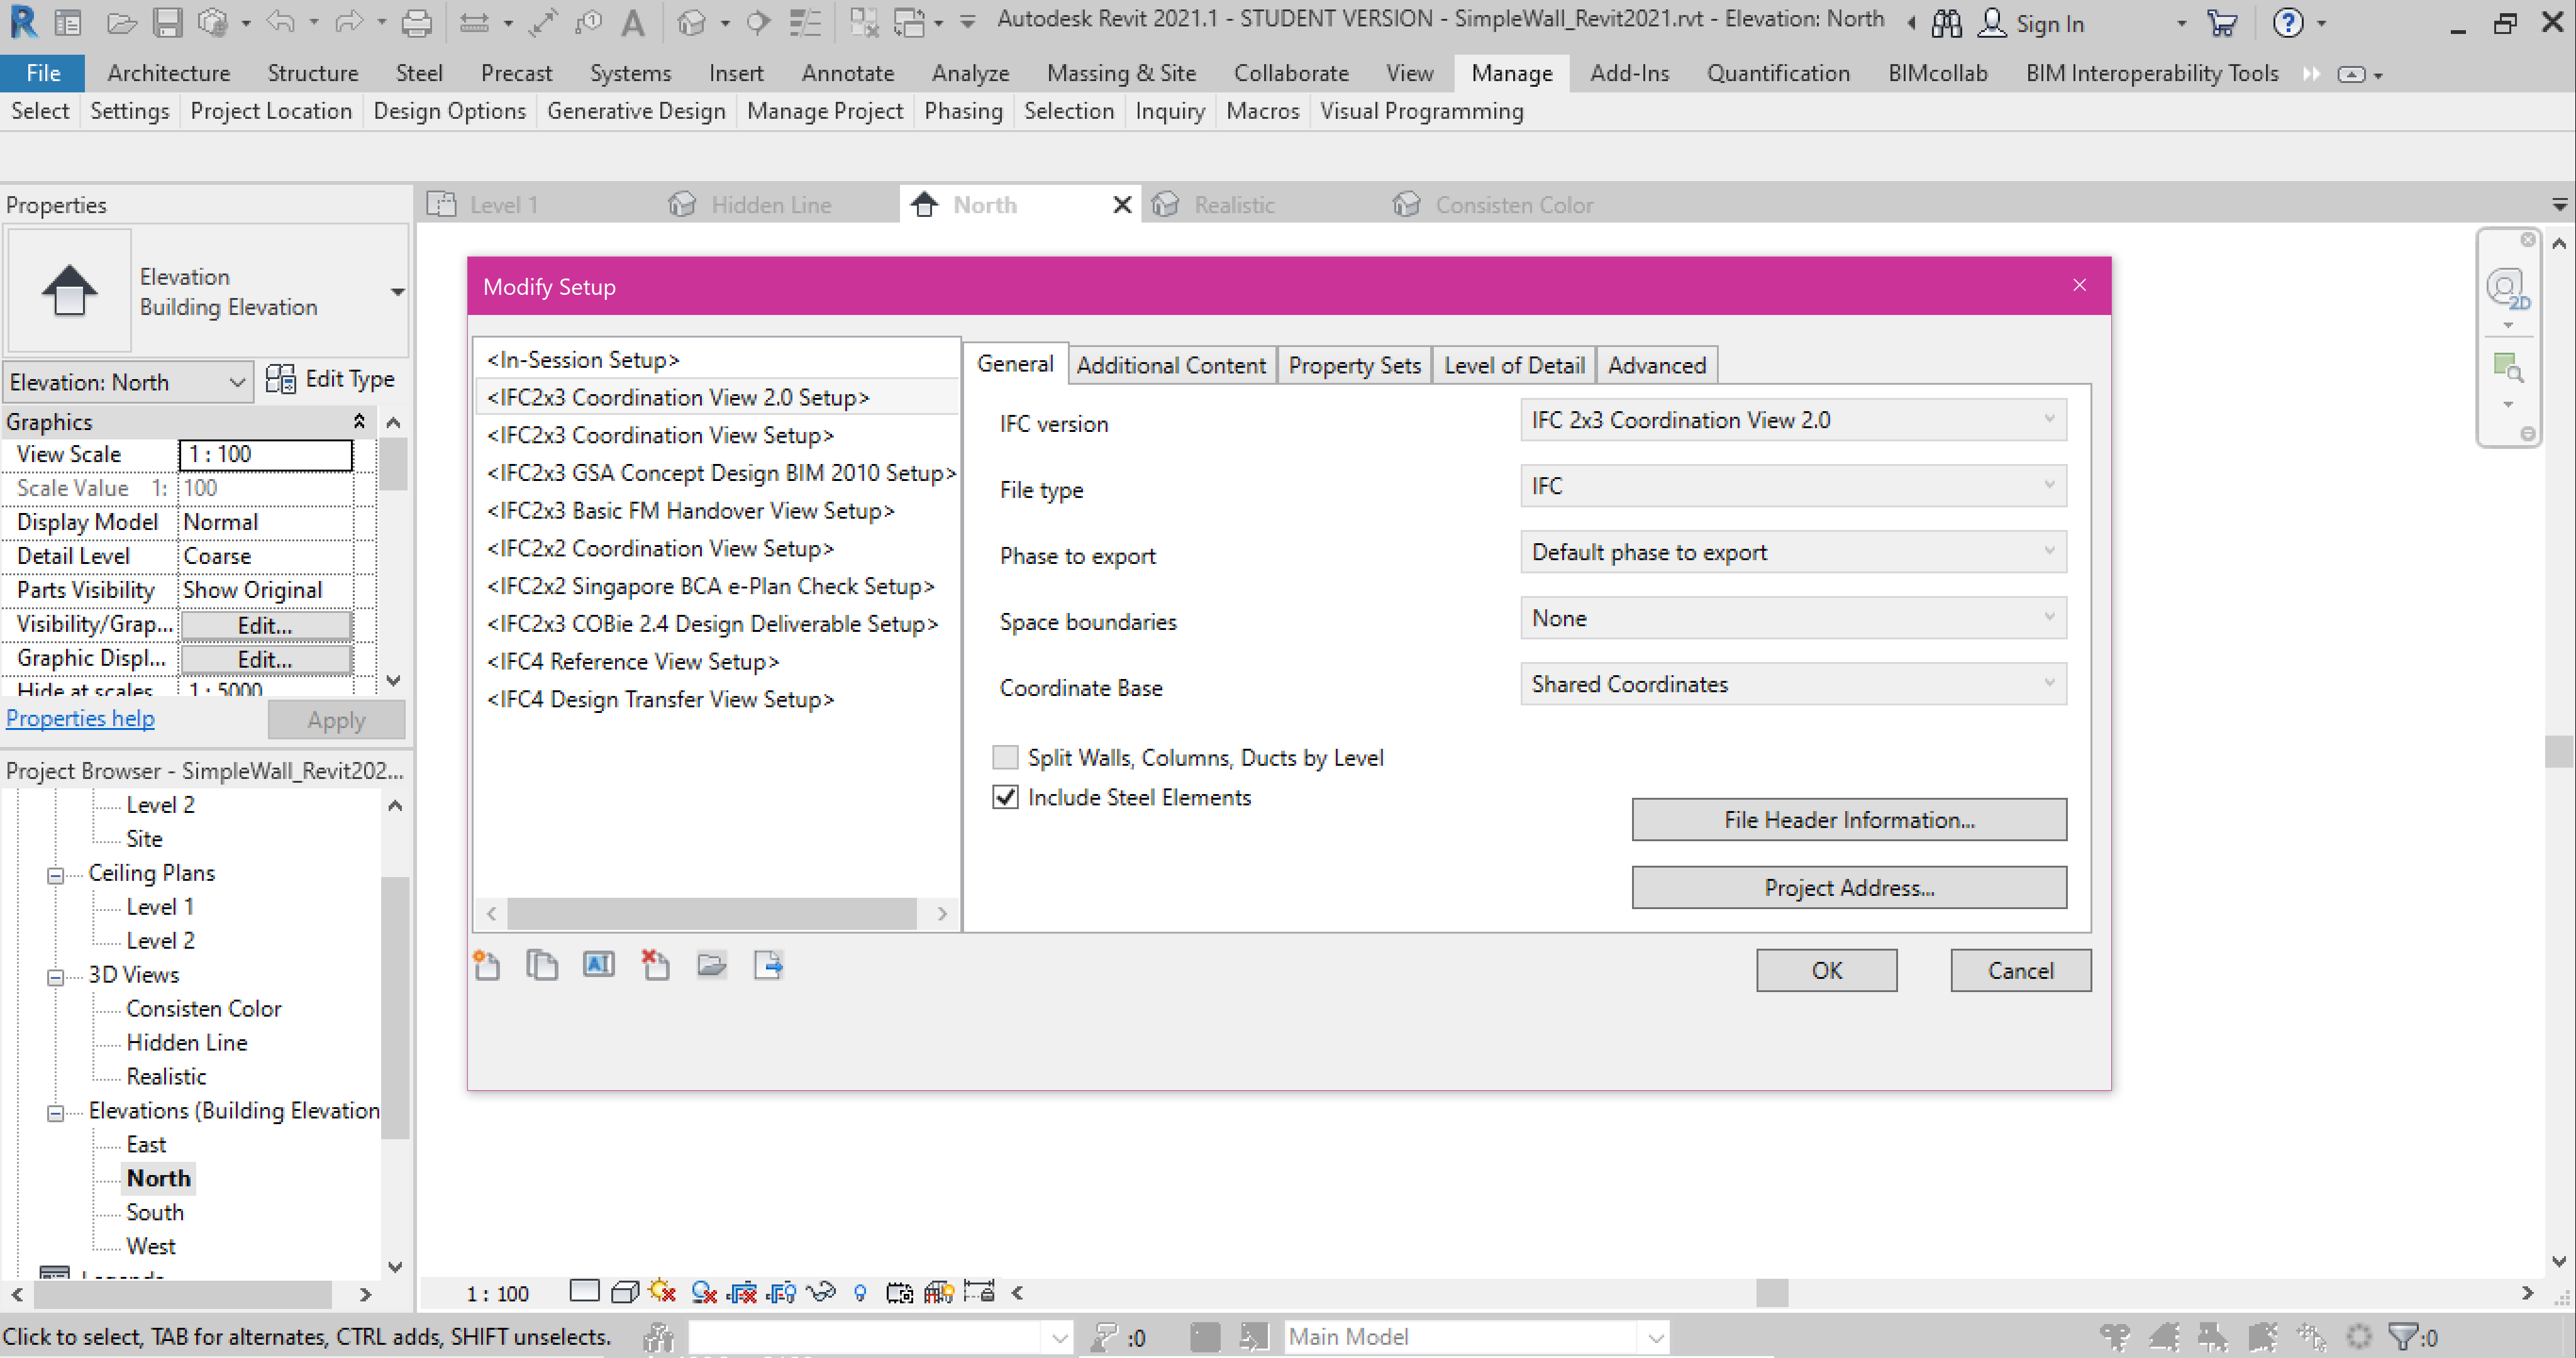 Autodesk Revit 2021.1 - STUDENT VERSION - SimpleWall_Revit2021.rvt - Elevation: North
Sign In
File Architecture Structure Steel Precast Systems Insert Annotate Analyze Massing & Site Collaborate View Manage Add-Ins Quantification BIMcollab BIM Interoperability Tools
Select Settings Project Location Design Options Generative Design Manage Project Phasing Selection Inquiry Macros Visual Programming
Properties
Level 1 Hidden Line North Realistic Consisten Color
Elevation
Building Elevation
Elevation: North Edit Type
Graphics
View Scale 1 : 100
Scale Value 1: 100
Display Model Normal
Detail Level Coarse
Parts Visibility Show Original
Visibility/Grap... Edit...
Graphic Displ... Edit...
Hide at scales 1 : 5000
Properties help Apply
Project Browser - SimpleWall_Revit202...
Level 2
Site
Ceiling Plans
Level 1
Level 2
3D Views
Consisten Color
Hidden Line
Realistic
Elevations (Building Elevation
East
North
South
West
Modify Setup
<In-Session Setup>
<IFC2x3 Coordination View 2.0 Setup>
<IFC2x3 Coordination View Setup>
<IFC2x3 GSA Concept Design BIM 2010 Setup>
<IFC2x3 Basic FM Handover View Setup>
<IFC2x2 Coordination View Setup>
<IFC2x2 Singapore BCA e-Plan Check Setup>
<IFC2x3 COBie 2.4 Design Deliverable Setup>
<IFC4 Reference View Setup>
<IFC4 Design Transfer View Setup>
General Additional Content Property Sets Level of Detail Advanced
IFC version IFC 2x3 Coordination View 2.0
File type IFC
Phase to export Default phase to export
Space boundaries None
Coordinate Base Shared Coordinates
Split Walls, Columns, Ducts by Level
Include Steel Elements
File Header Information...
Project Address...
OK Cancel
2D
1 : 100
Click to select, TAB for alternates, CTRL adds, SHIFT unselects.
:0
Main Model
:0